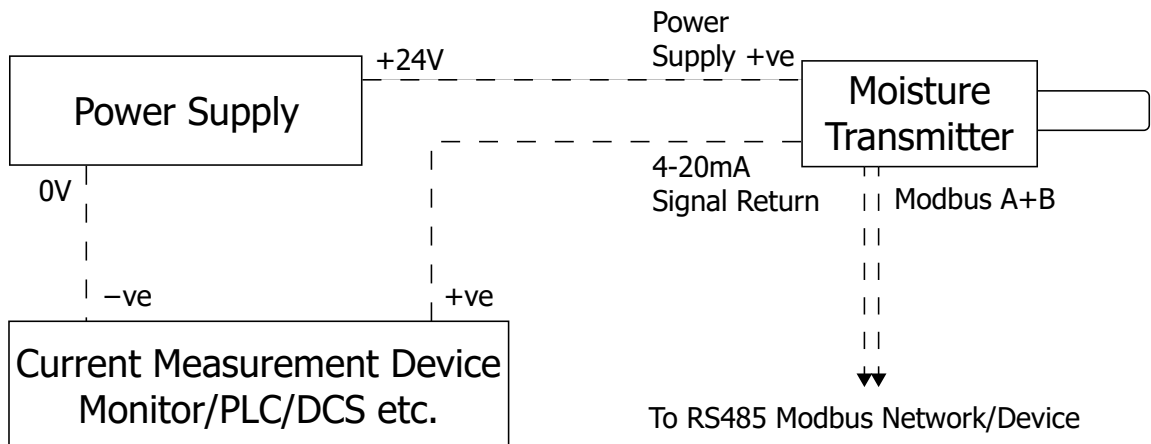 Power Supply
+24V
Power
Supply +ve
Moisture
Transmitter
0V
4-20mA
Signal Return
Modbus A+B
−ve
+ve
Current Measurement Device
Monitor/PLC/DCS etc.
To RS485 Modbus Network/Device